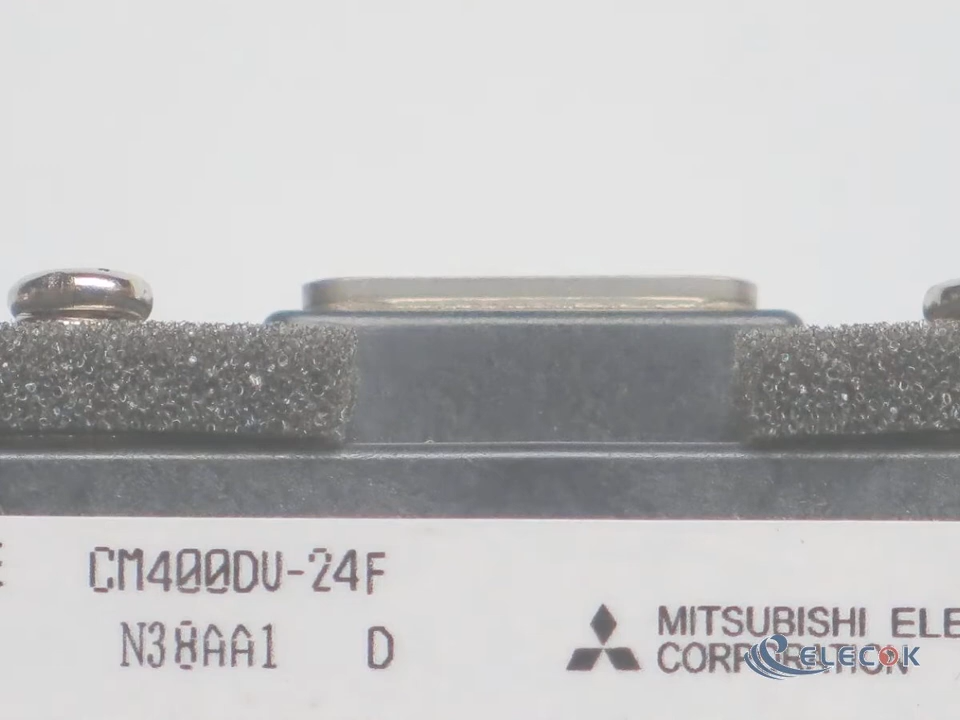 CM400DU-24F
N38AA1 D
MITSUBISHI ELE
CORPORATION
ELECOK